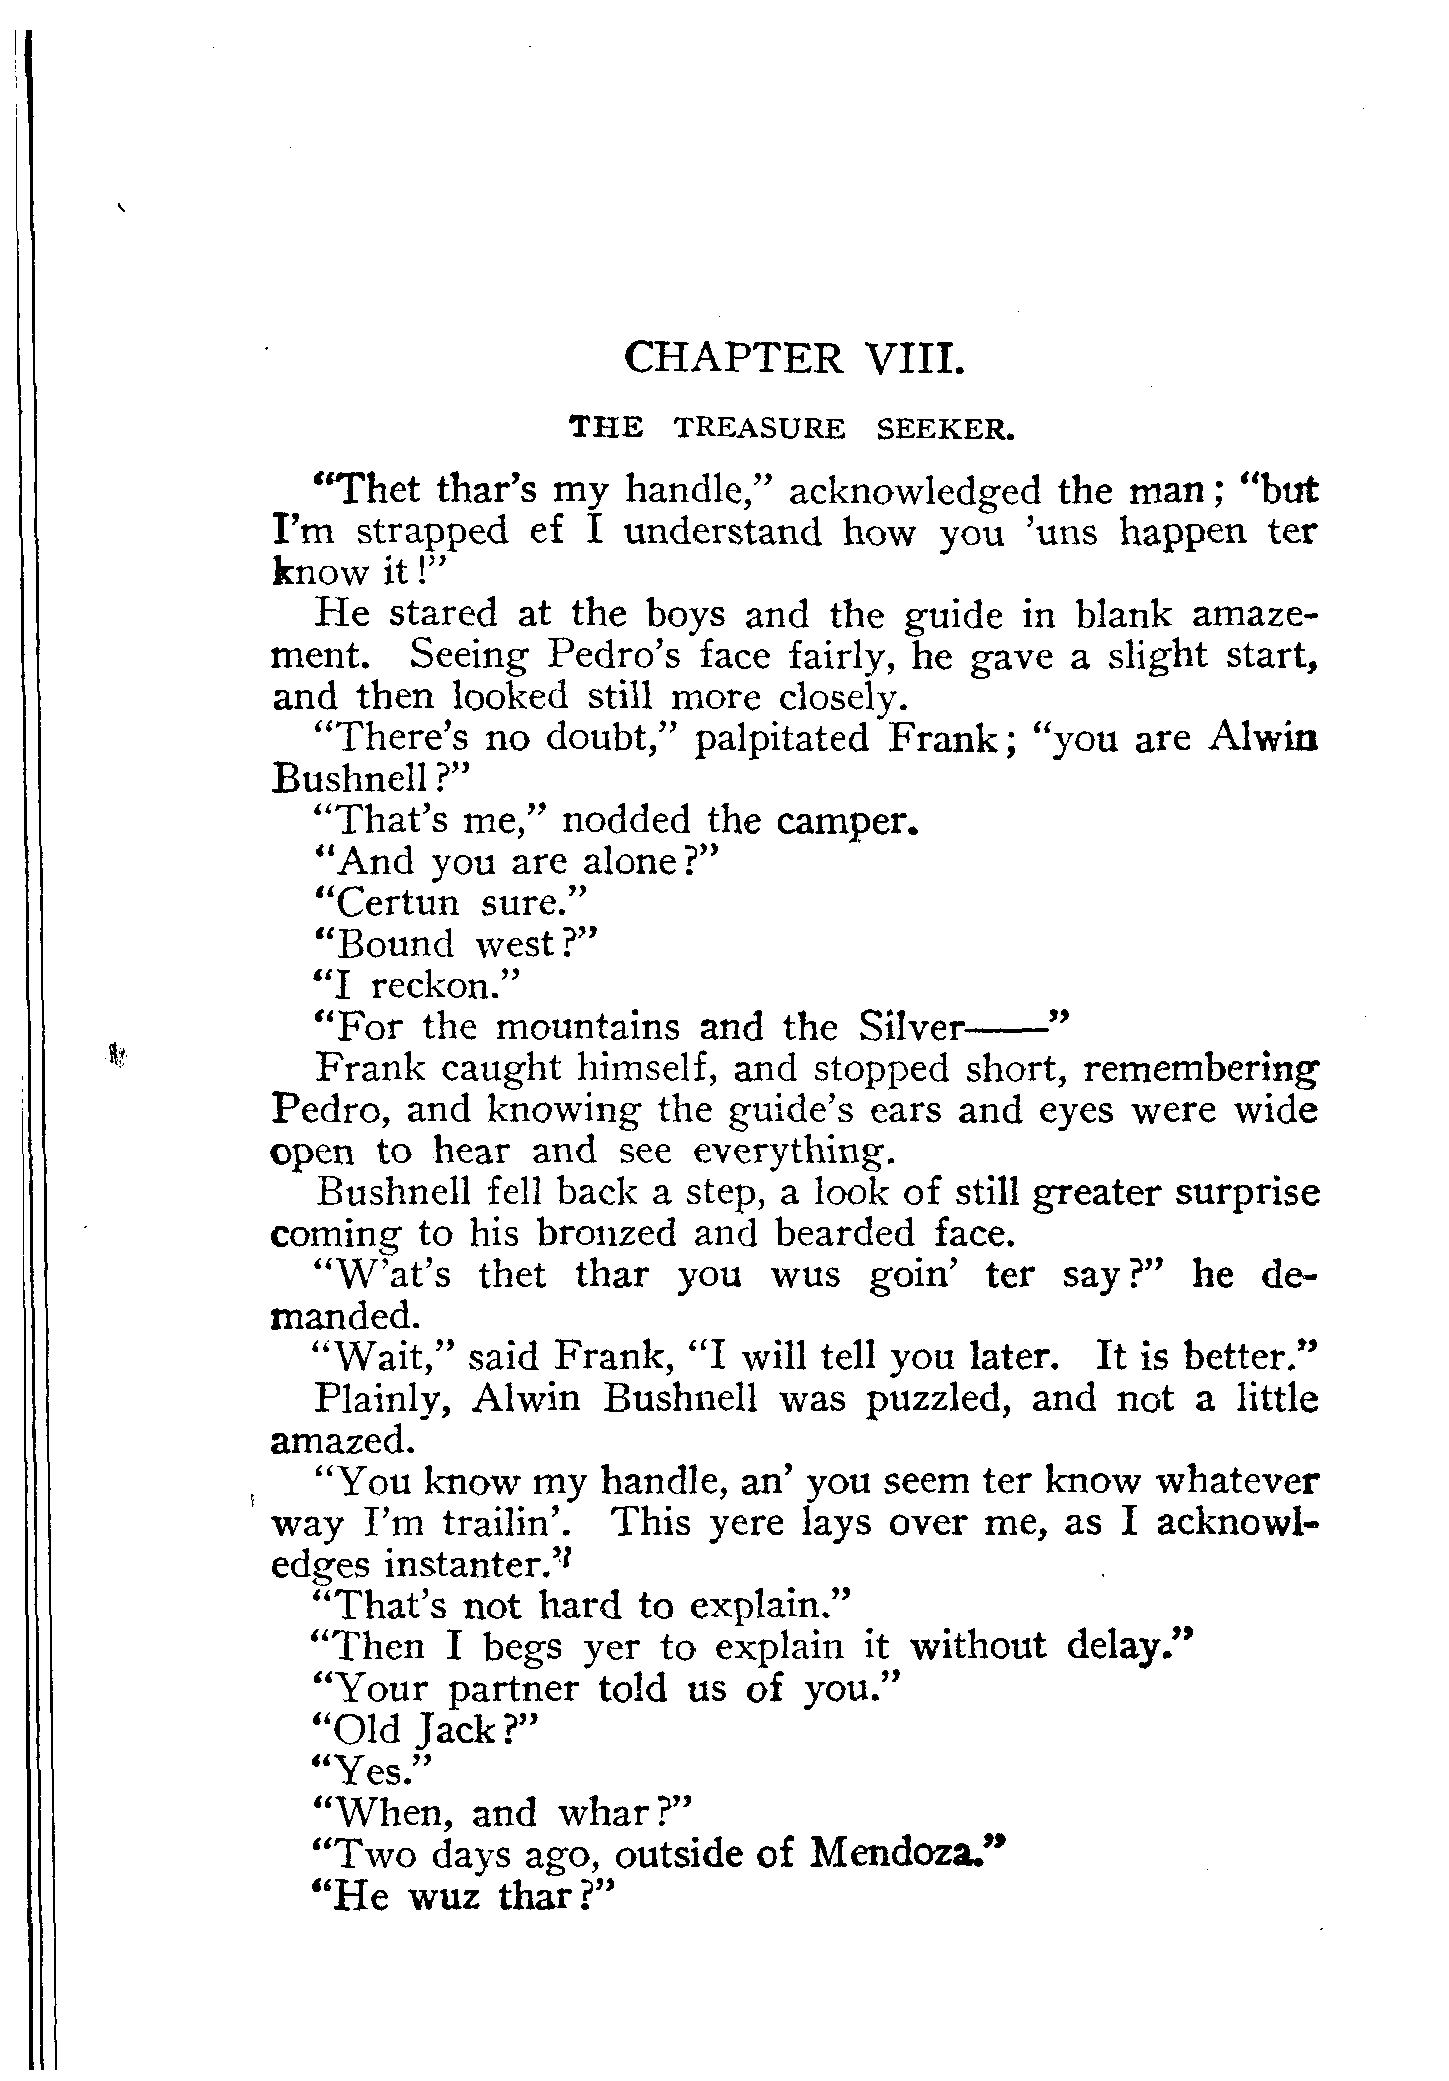 CHAPTER VIII.
THE TREASURE SEEKER.
“Thet thar’s my handle,” acknowledged the man; “but
I’m strapped ef I understand how you ’uns happen ter
know it!”
He stared at the boys and the guide in blank amaze-
ment. Seeing Pedro’s face fairly, he gave a slight start,
and then looked still more closely.
“There’s no doubt,” palpitated Frank; “you are Alwin
Bushnell?”
“That’s me,” nodded the camper.
“And you are alone?”
“Certun sure.”
“Bound west?”
“I reckon.”
“For the mountains and the Silver——”
Frank caught himself, and stopped short, remembering
Pedro, and knowing the guide’s ears and eyes were wide
open to hear and see everything.
Bushnell fell back a step, a look of still greater surprise
coming to his bronzed and bearded face.
“W’at’s thet thar you wus goin’ ter say?” he de-
manded.
“Wait,” said Frank, “I will tell you later. It is better.”
Plainly, Alwin Bushnell was puzzled, and not a little
amazed.
“You know my handle, an’ you seem ter know whatever
way I’m trailin’. This yere lays over me, as I acknowl-
edges instanter.”
“That’s not hard to explain.”
“Then I begs yer to explain it without delay.”
“Your partner told us of you.”
“Old Jack?”
“Yes.”
“When, and whar?”
“Two days ago, outside of Mendoza.”
“He wuz thar?”